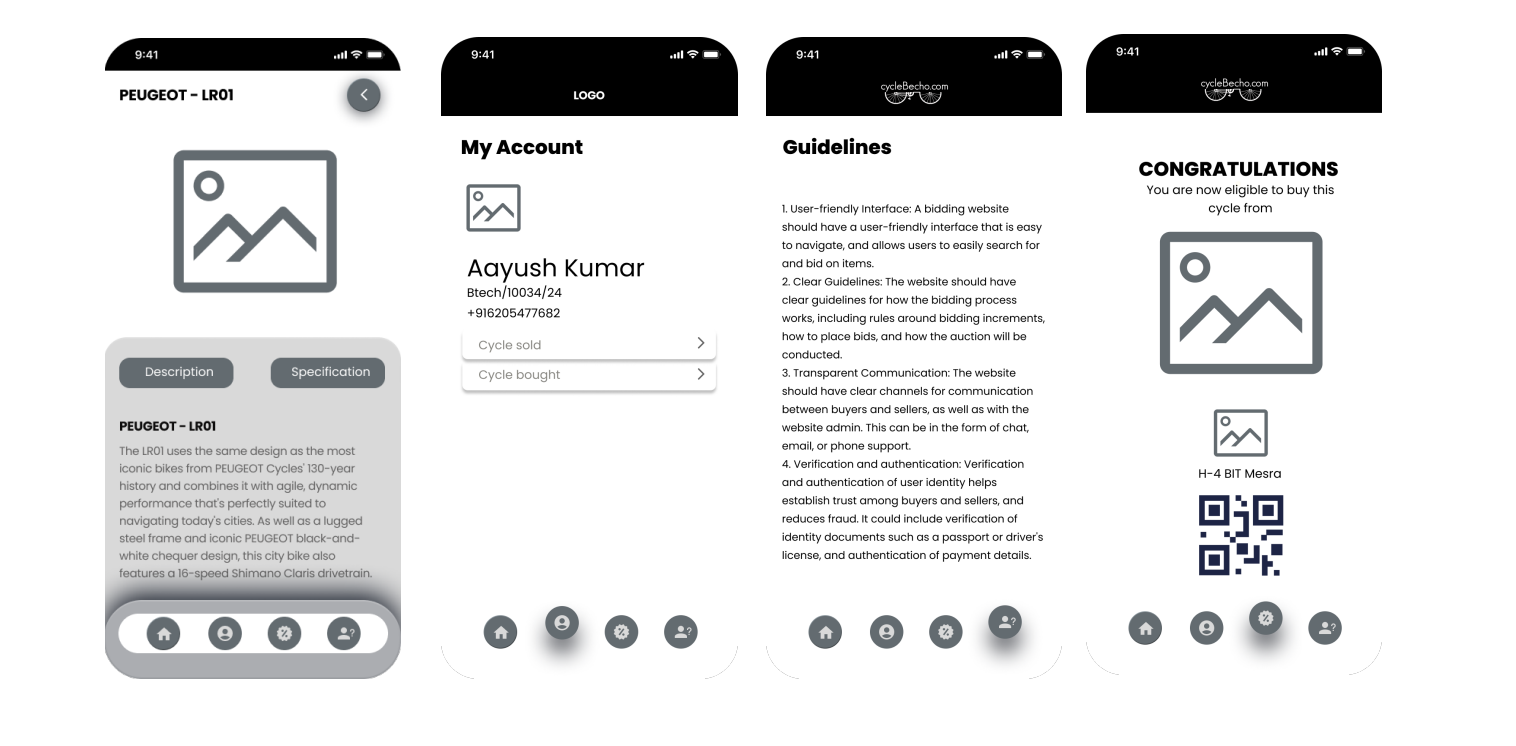 9:41
PEUGEOT - LR01
Description
Specification
PEUGEOT - LR01
The LR01 uses the same design as the most
iconic bikes from PEUGEOT Cycles' 130-year
history and combines it with agile, dynamic
performance that's perfectly suited to
navigating today's cities. As well as a lugged
steel frame and iconic PEUGEOT black-and-
white chequer design, this city bike also
features a 16-speed Shimano Claris drivetrain.
?
9:41
LOGO
My Account
Aayush Kumar
Btech/10034/24
+916205477682
Cycle sold
Cycle bought
?
9:41
cycleBecho.com
Guidelines
1. User-friendly Interface: A bidding website
should have a user-friendly interface that is easy
to navigate, and allows users to easily search for
and bid on items.
2. Clear Guidelines: The website should have
clear guidelines for how the bidding process
works, including rules around bidding increments,
how to place bids, and how the auction will be
conducted.
3. Transparent Communication: The website
should have clear channels for communication
between buyers and sellers, as well as with the
website admin. This can be in the form of chat,
email, or phone support.
4. Verification and authentication: Verification
and authentication of user identity helps
establish trust among buyers and sellers, and
reduces fraud. It could include verification of
identity documents such as a passport or driver's
license, and authentication of payment details.
?
9:41
cycleBecho.com
CONGRATULATIONS
You are now eligible to buy this
cycle from
H-4 BIT Mesra
?